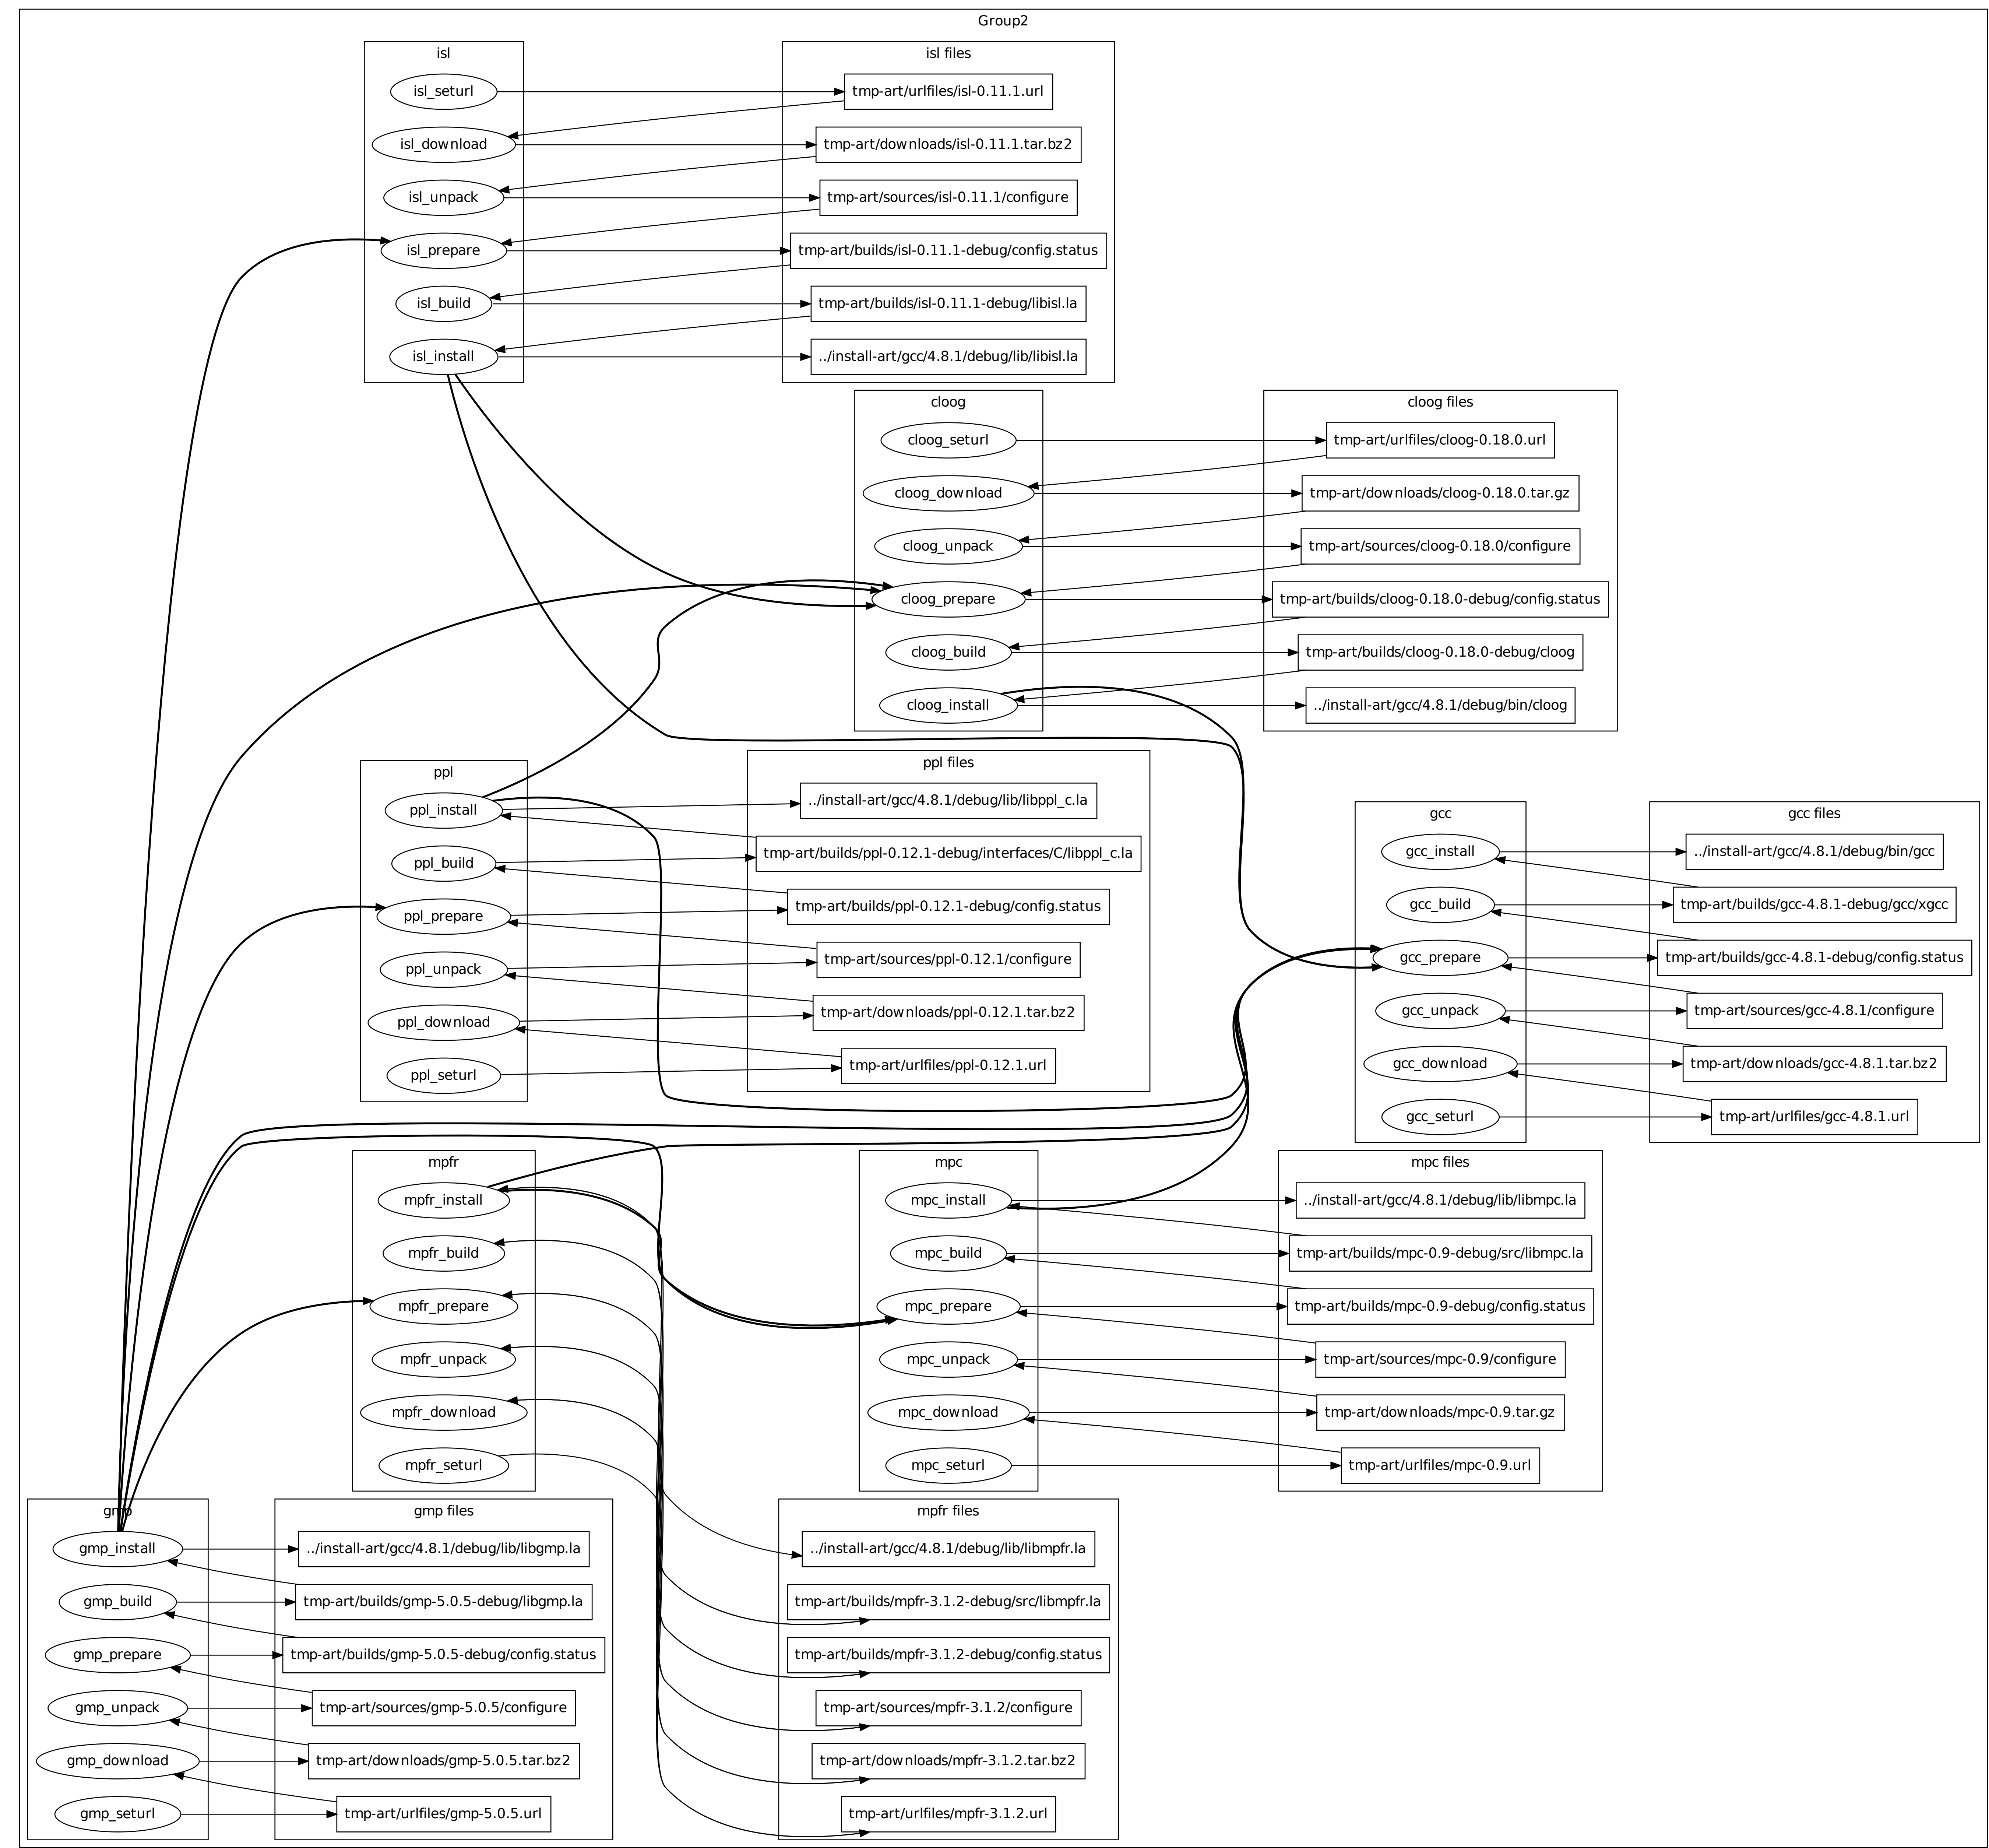 Group2
isl
isl_seturl
isl_download
isl_unpack
isl_prepare
isl_build
isl_install
isl files
tmp-art/urlfiles/isl-0.11.1.url
tmp-art/downloads/isl-0.11.1.tar.bz2
tmp-art/sources/isl-0.11.1/configure
tmp-art/builds/isl-0.11.1-debug/config.status
tmp-art/builds/isl-0.11.1-debug/libisl.la
../install-art/gcc/4.8.1/debug/lib/libisl.la
cloog
cloog_seturl
cloog_download
cloog_unpack
cloog_prepare
cloog_build
cloog_install
cloog files
tmp-art/urlfiles/cloog-0.18.0.url
tmp-art/downloads/cloog-0.18.0.tar.gz
tmp-art/sources/cloog-0.18.0/configure
tmp-art/builds/cloog-0.18.0-debug/config.status
tmp-art/builds/cloog-0.18.0-debug/cloog
../install-art/gcc/4.8.1/debug/bin/cloog
ppl
ppl_install
ppl_build
ppl_prepare
ppl_unpack
ppl_download
ppl_seturl
ppl files
../install-art/gcc/4.8.1/debug/lib/libppl_c.la
tmp-art/builds/ppl-0.12.1-debug/interfaces/C/libppl_c.la
tmp-art/builds/ppl-0.12.1-debug/config.status
tmp-art/sources/ppl-0.12.1/configure
tmp-art/downloads/ppl-0.12.1.tar.bz2
tmp-art/urlfiles/ppl-0.12.1.url
gcc
gcc_install
gcc_build
gcc_prepare
gcc_unpack
gcc_download
gcc_seturl
gcc files
../install-art/gcc/4.8.1/debug/bin/gcc
tmp-art/builds/gcc-4.8.1-debug/gcc/xgcc
tmp-art/builds/gcc-4.8.1-debug/config.status
tmp-art/sources/gcc-4.8.1/configure
tmp-art/downloads/gcc-4.8.1.tar.bz2
tmp-art/urlfiles/gcc-4.8.1.url
mpfr
mpfr_install
mpfr_build
mpfr_prepare
mpfr_unpack
mpfr_download
mpfr_seturl
mpc
mpc_install
mpc_build
mpc_prepare
mpc_unpack
mpc_download
mpc_seturl
mpc files
../install-art/gcc/4.8.1/debug/lib/libmpc.la
tmp-art/builds/mpc-0.9-debug/src/libmpc.la
tmp-art/builds/mpc-0.9-debug/config.status
tmp-art/sources/mpc-0.9/configure
tmp-art/downloads/mpc-0.9.tar.gz
tmp-art/urlfiles/mpc-0.9.url
gmp
gmp_install
gmp_build
gmp_prepare
gmp_unpack
gmp_download
gmp_seturl
gmp files
../install-art/gcc/4.8.1/debug/lib/libgmp.la
tmp-art/builds/gmp-5.0.5-debug/libgmp.la
tmp-art/builds/gmp-5.0.5-debug/config.status
tmp-art/sources/gmp-5.0.5/configure
tmp-art/downloads/gmp-5.0.5.tar.bz2
tmp-art/urlfiles/gmp-5.0.5.url
mpfr files
../install-art/gcc/4.8.1/debug/lib/libmpfr.la
tmp-art/builds/mpfr-3.1.2-debug/src/libmpfr.la
tmp-art/builds/mpfr-3.1.2-debug/config.status
tmp-art/sources/mpfr-3.1.2/configure
tmp-art/downloads/mpfr-3.1.2.tar.bz2
tmp-art/urlfiles/mpfr-3.1.2.url